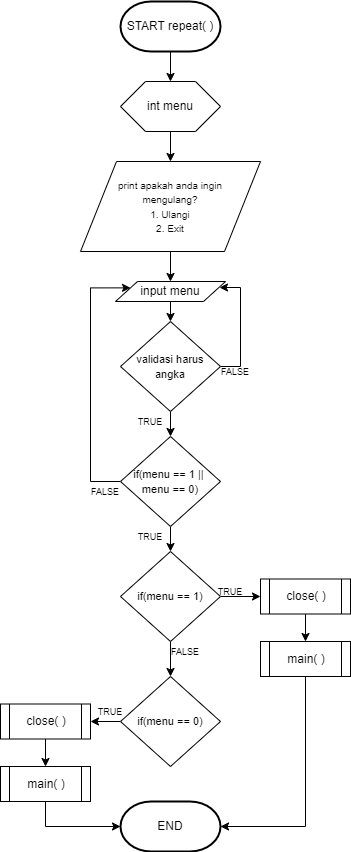 START repeat( )
int menu
print apakah anda ingin
mengulang?
1. Ulangi
2. Exit
input menu
validasi harus
angka
FALSE
TRUE
if(menu == 1 ||
menu == 0)
FALSE
TRUE
if(menu == 1)
TRUE
close( )
FALSE
main( )
if(menu == 0)
TRUE
close( )
main( )
END